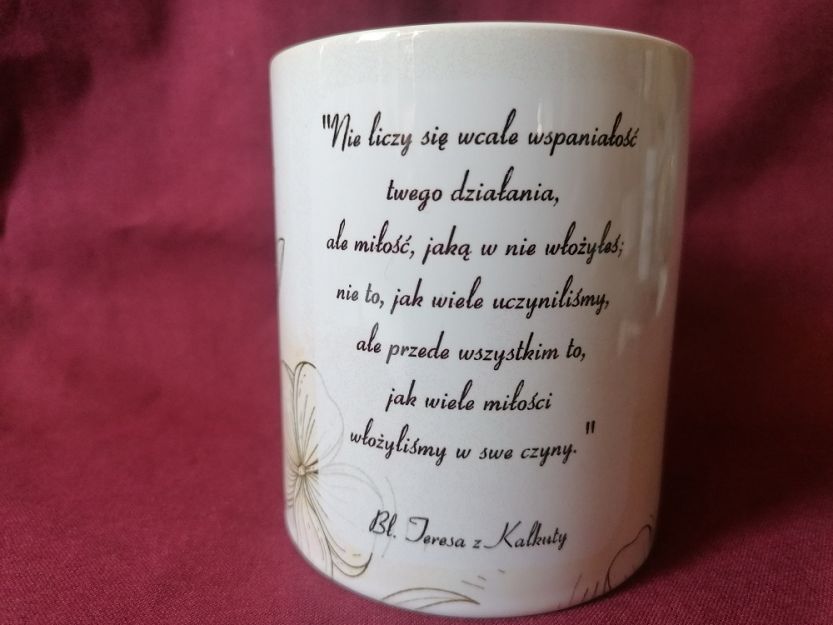 "Nie liczy się wcale wspaniałość
twego działania,
ale miłość, jaką w nie włożyłeś;
nie to, jak wiele uczyniliśmy,
ale przede wszystkim to,
jak wiele miłości
włożyliśmy w swe czyny."
Bł. Teresa z Kalkuty